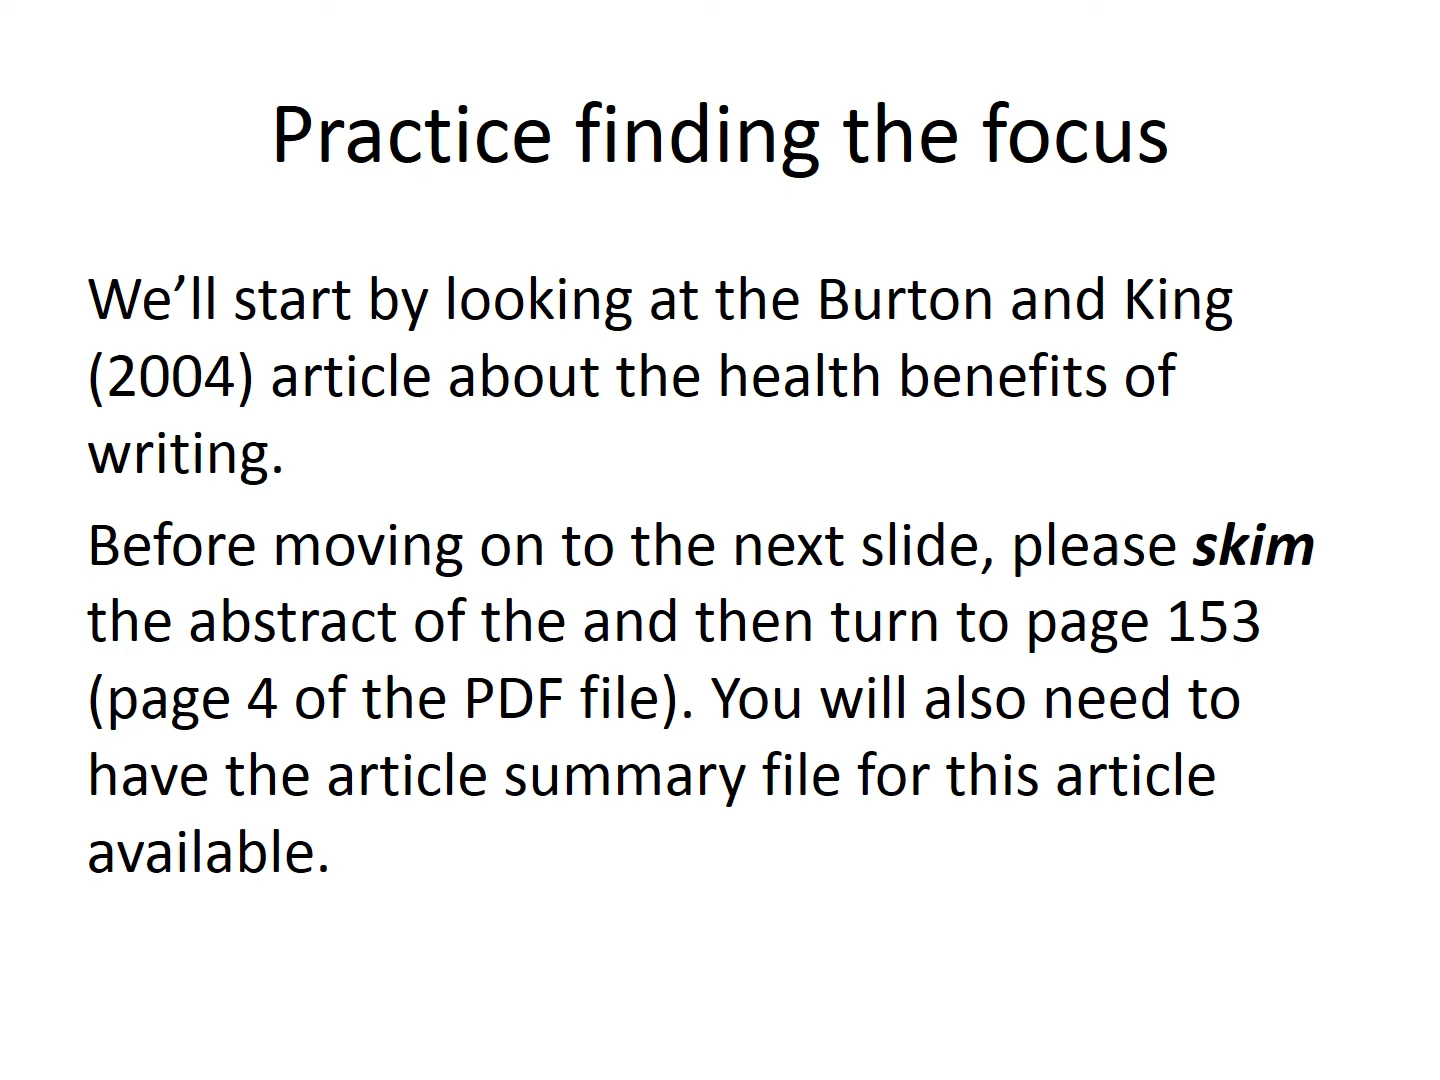 Practice finding the focus
We’ll start by looking at the Burton and King
(2004) article about the health benefits of
writing.
Before moving on to the next slide, please skim
the abstract of the and then turn to page 153
(page 4 of the PDF file). You will also need to
have the article summary file for this article
available.